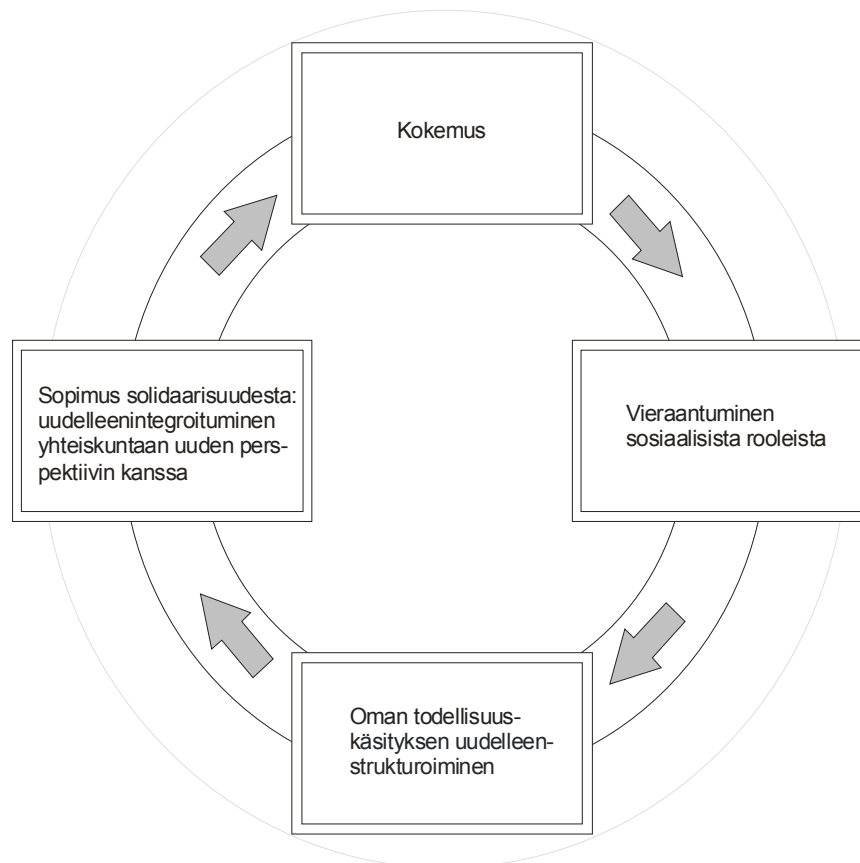 Kokemus
Vieraantuminen
sosiaalisista rooleista
Oman todellisuus-
käsityksen uudelleen-
strukturoiminen
Sopimus solidaarisuudesta:
uudelleenintegroituminen
yhteiskuntaan uuden pers-
pektiivin kanssa